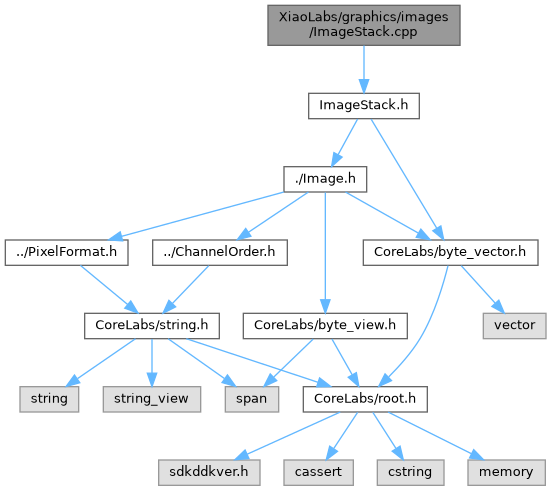 XiaoLabs/graphics/images
/ImageStack.cpp
ImageStack.h
./Image.h
../PixelFormat.h
../ChannelOrder.h
CoreLabs/byte_vector.h
CoreLabs/string.h
CoreLabs/byte_view.h
vector
string
string_view
span
CoreLabs/root.h
sdkddkver.h
cassert
cstring
memory